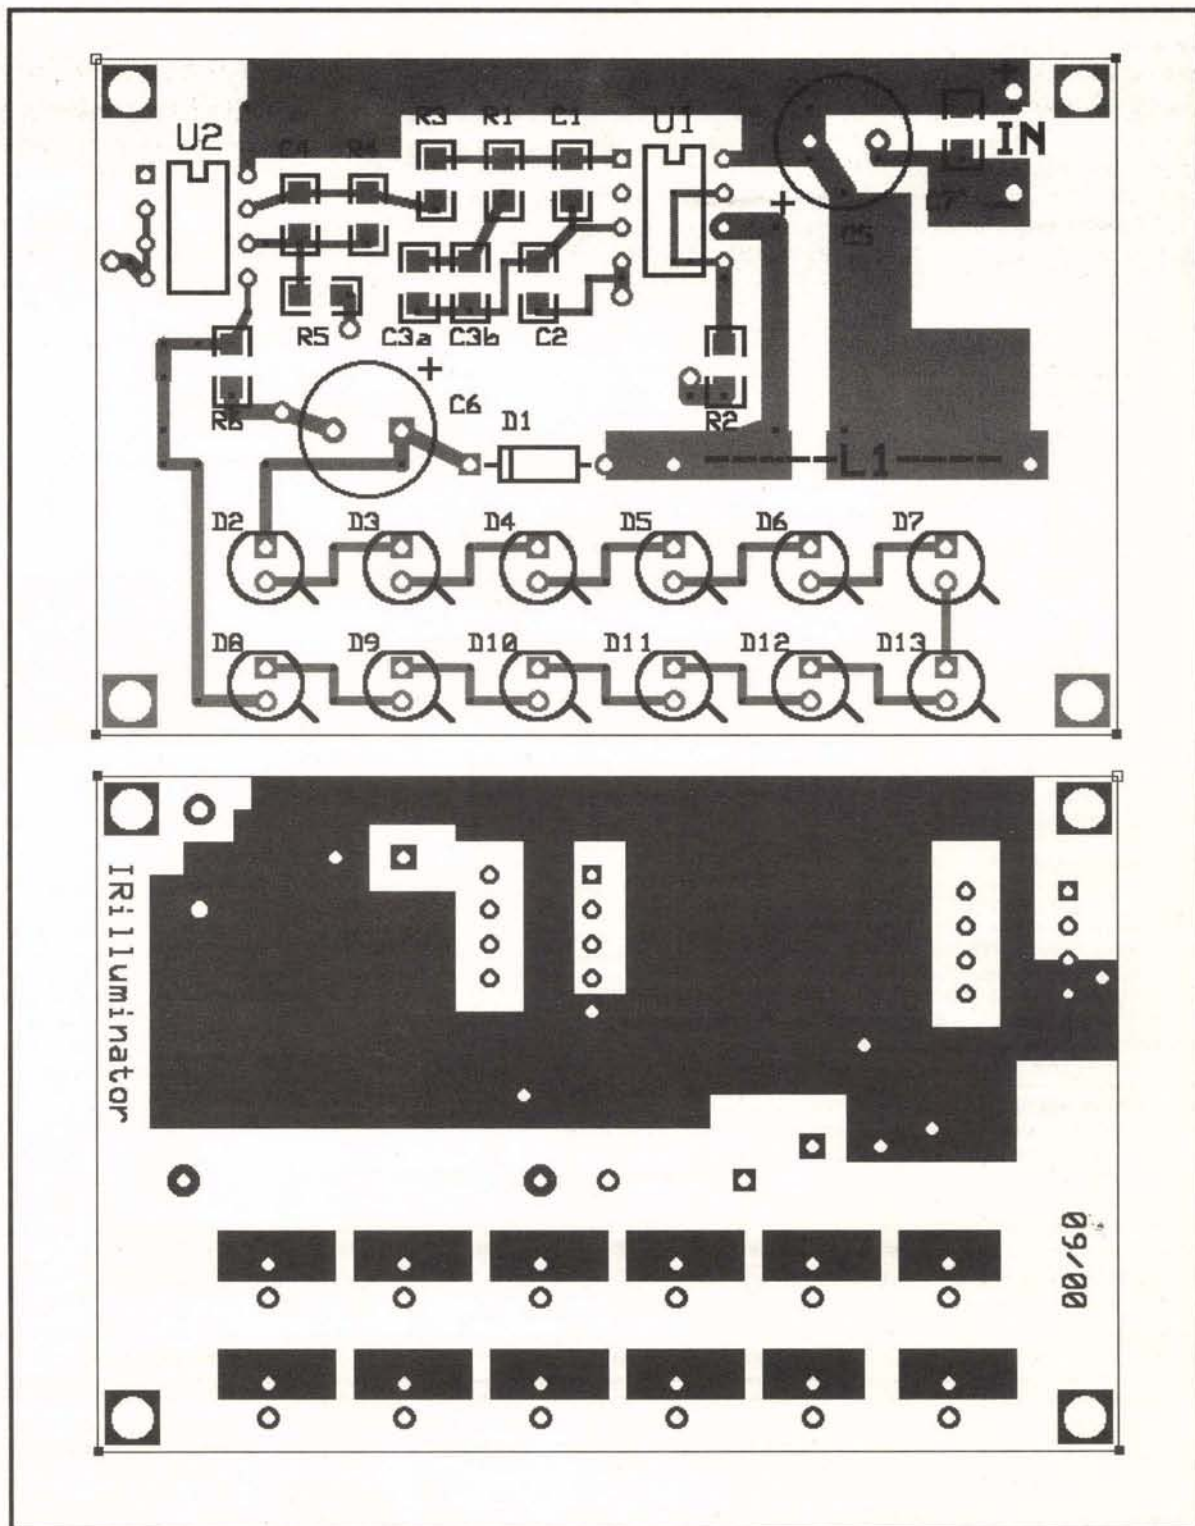 +
IN
R3 R1 C1
U1
U2
C4 R4
C7
+
C5
R5
C3a C3b C2
+
C6
R6
D1
R2
L1
D2 D3 D4 D5 D6 D7
D8 D9 D10 D11 D12 D13
IRilluminator
09/00